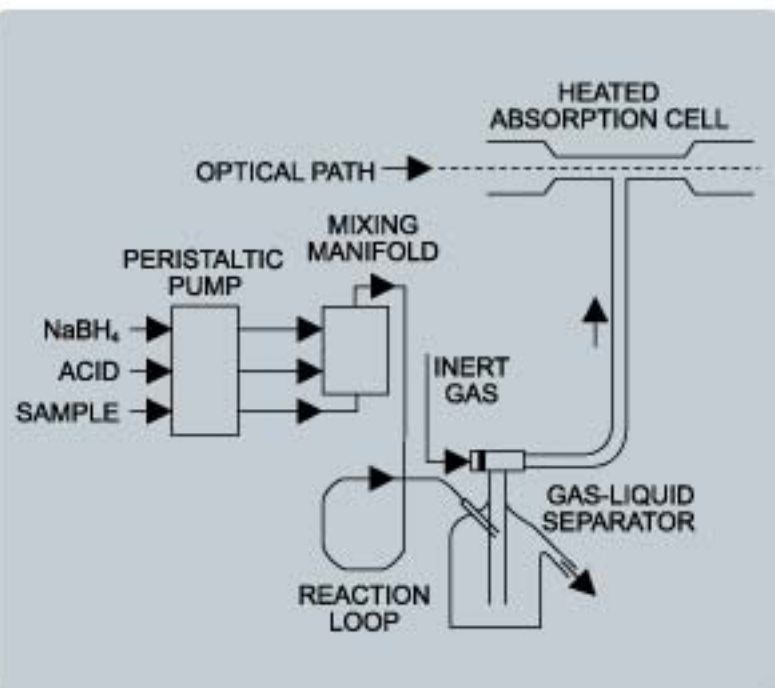 HEATED
ABSORPTION CELL
OPTICAL PATH
MIXING
MANIFOLD
PERISTALTIC
PUMP
NaBH₄
ACID
SAMPLE
INERT
GAS
GAS-LIQUID
SEPARATOR
REACTION
LOOP